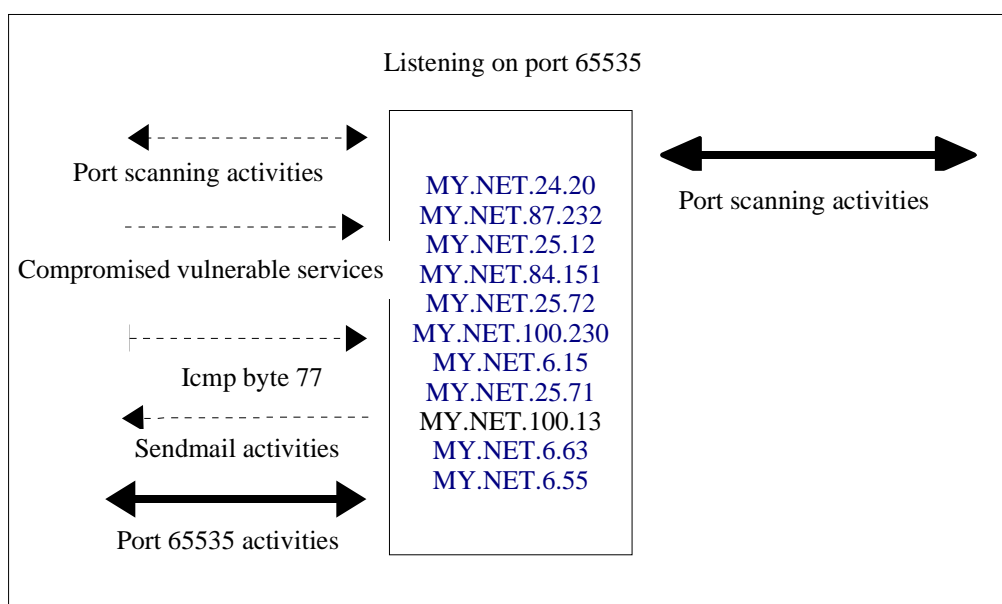 Listening on port 65535
Port scanning activities
Compromised vulnerable services
Icmp byte 77
Sendmail activities
Port 65535 activities
MY.NET.24.20
MY.NET.87.232
MY.NET.25.12
MY.NET.84.151
MY.NET.25.72
MY.NET.100.230
MY.NET.6.15
MY.NET.25.71
MY.NET.100.13
MY.NET.6.63
MY.NET.6.55
Port scanning activities